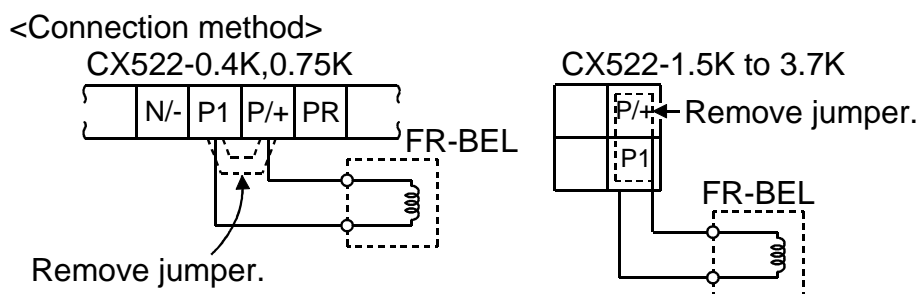 <Connection method>
CX522-0.4K,0.75K
N/- P1 P/+ PR
FR-BEL
Remove jumper.
CX522-1.5K to 3.7K
P/+ Remove jumper.
P1
FR-BEL